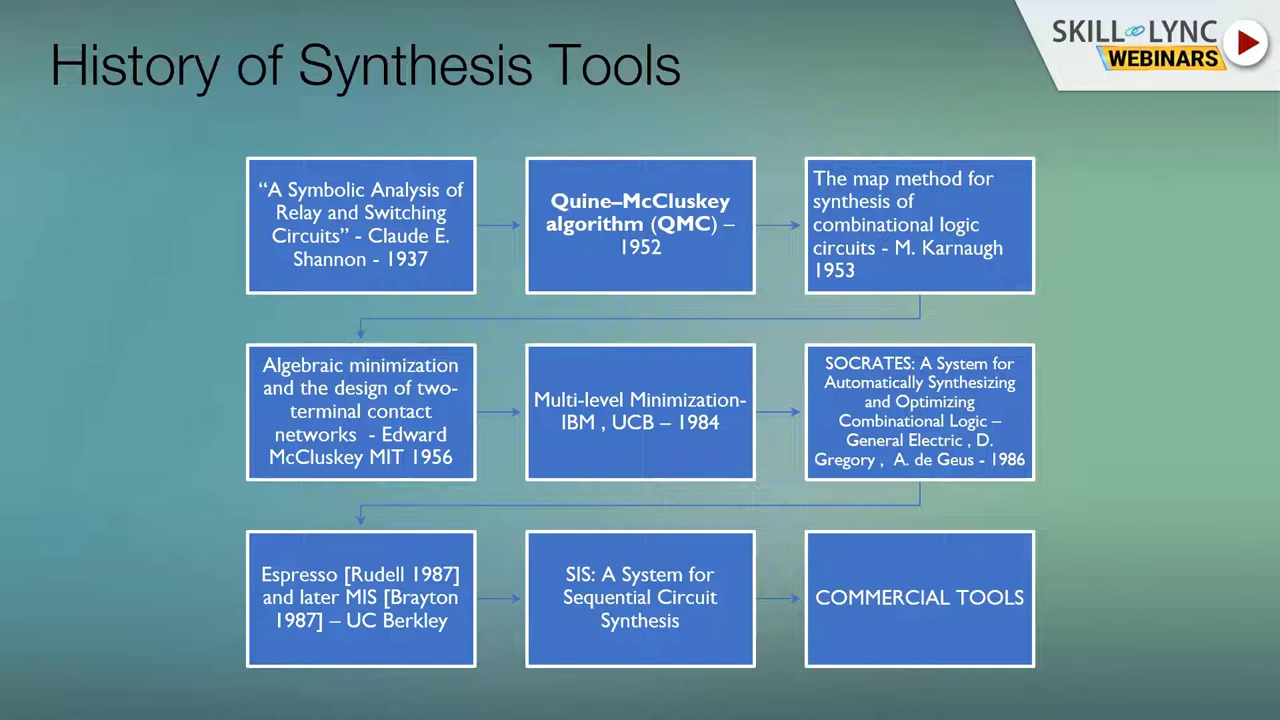 History of Synthesis Tools
SKILL LYNC
WEBINARS
“A Symbolic Analysis of
Relay and Switching
Circuits” - Claude E.
Shannon - 1937
Quine–McCluskey
algorithm (QMC) –
1952
The map method for
synthesis of
combinational logic
circuits - M. Karnaugh
1953
Algebraic minimization
and the design of two-
terminal contact
networks - Edward
McCluskey MIT 1956
Multi-level Minimization-
IBM , UCB – 1984
SOCRATES: A System for
Automatically Synthesizing
and Optimizing
Combinational Logic –
General Electric , D.
Gregory , A. de Geus - 1986
Espresso [Rudell 1987]
and later MIS [Brayton
1987] – UC Berkley
SIS: A System for
Sequential Circuit
Synthesis
COMMERCIAL TOOLS